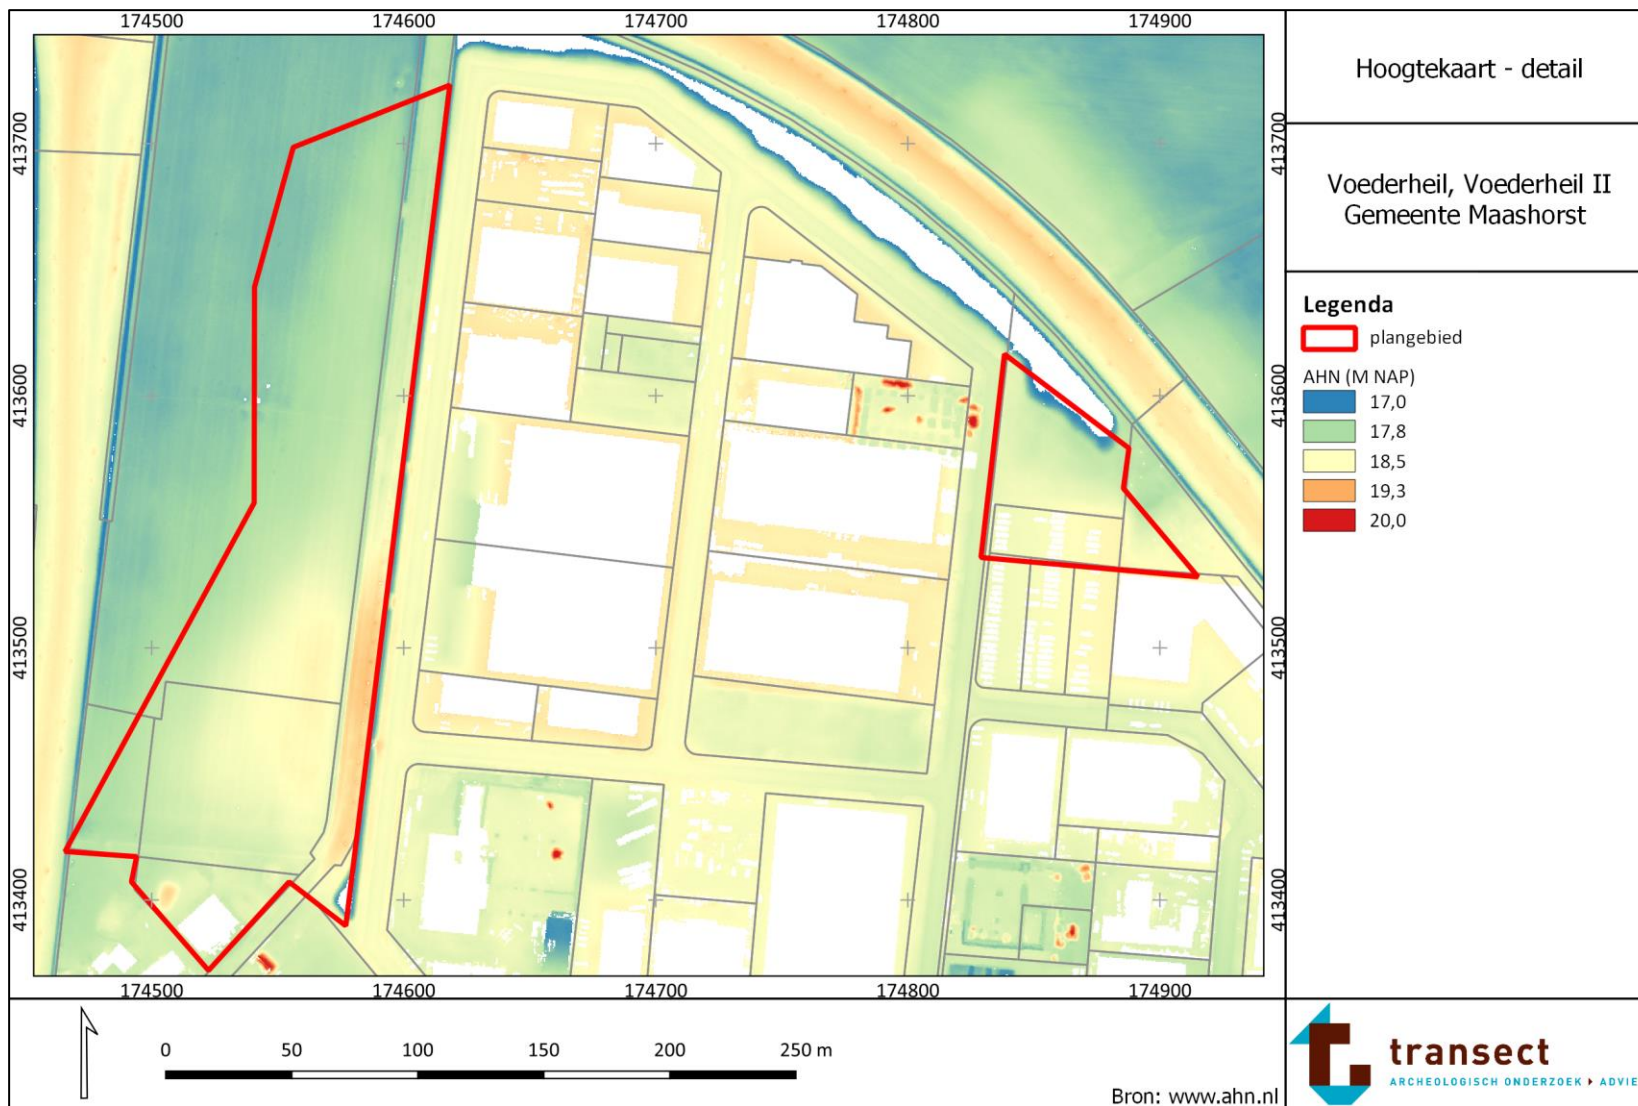 174500 174600 174700 174800 174900
413700 413700
413600 413600
413500 413500
413400 413400
174500 174600 174700 174800 174900
Hoogtekaart - detail
Voederheil, Voederheil II
Gemeente Maashorst
Legenda
plangebied
AHN (M NAP)
17,0
17,8
18,5
19,3
20,0
0 50 100 150 200 250 m
Bron: www.ahn.nl
transect
ARCHEOLOGISCH ONDERZOEK ADVIE